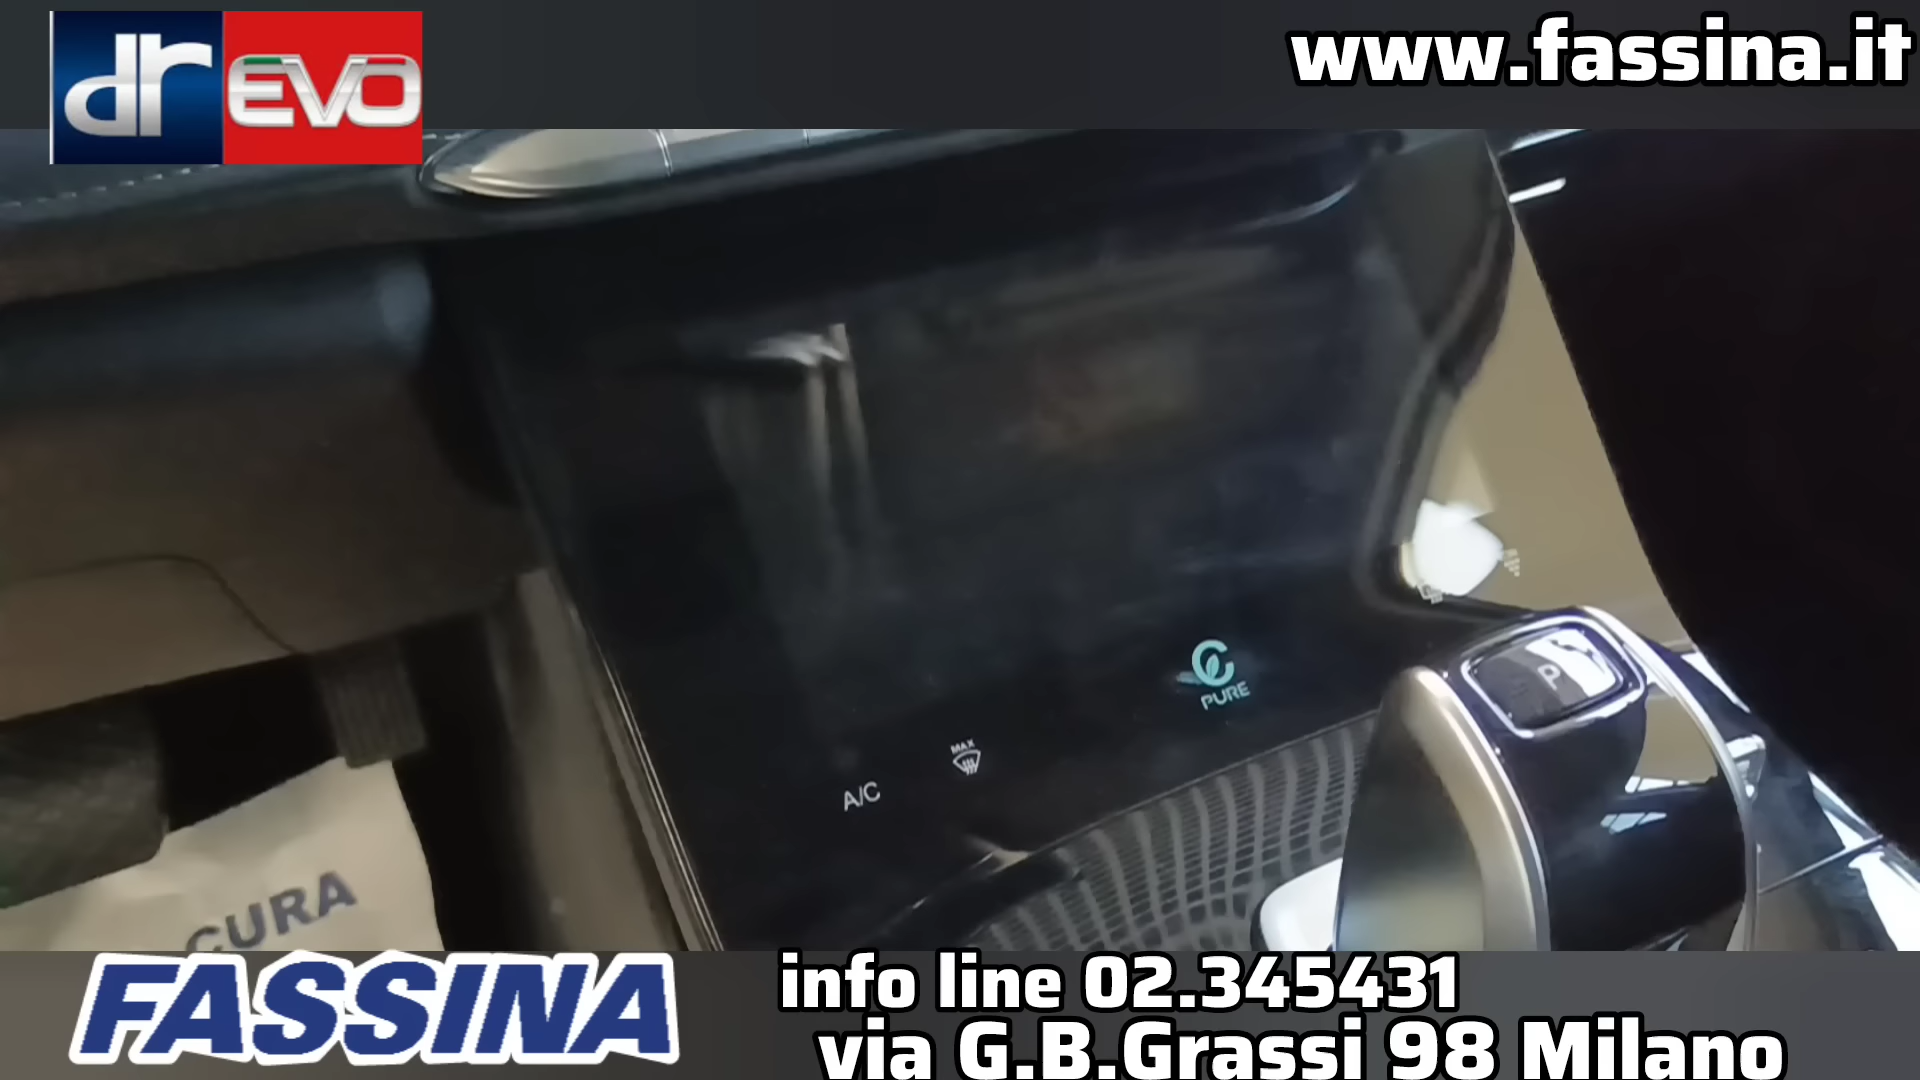 dr EVO
www.fassina.it
PURE
P
MAX
A/C
CURA
FASSINA
info line 02.345431
via G.B.Grassi 98 Milano